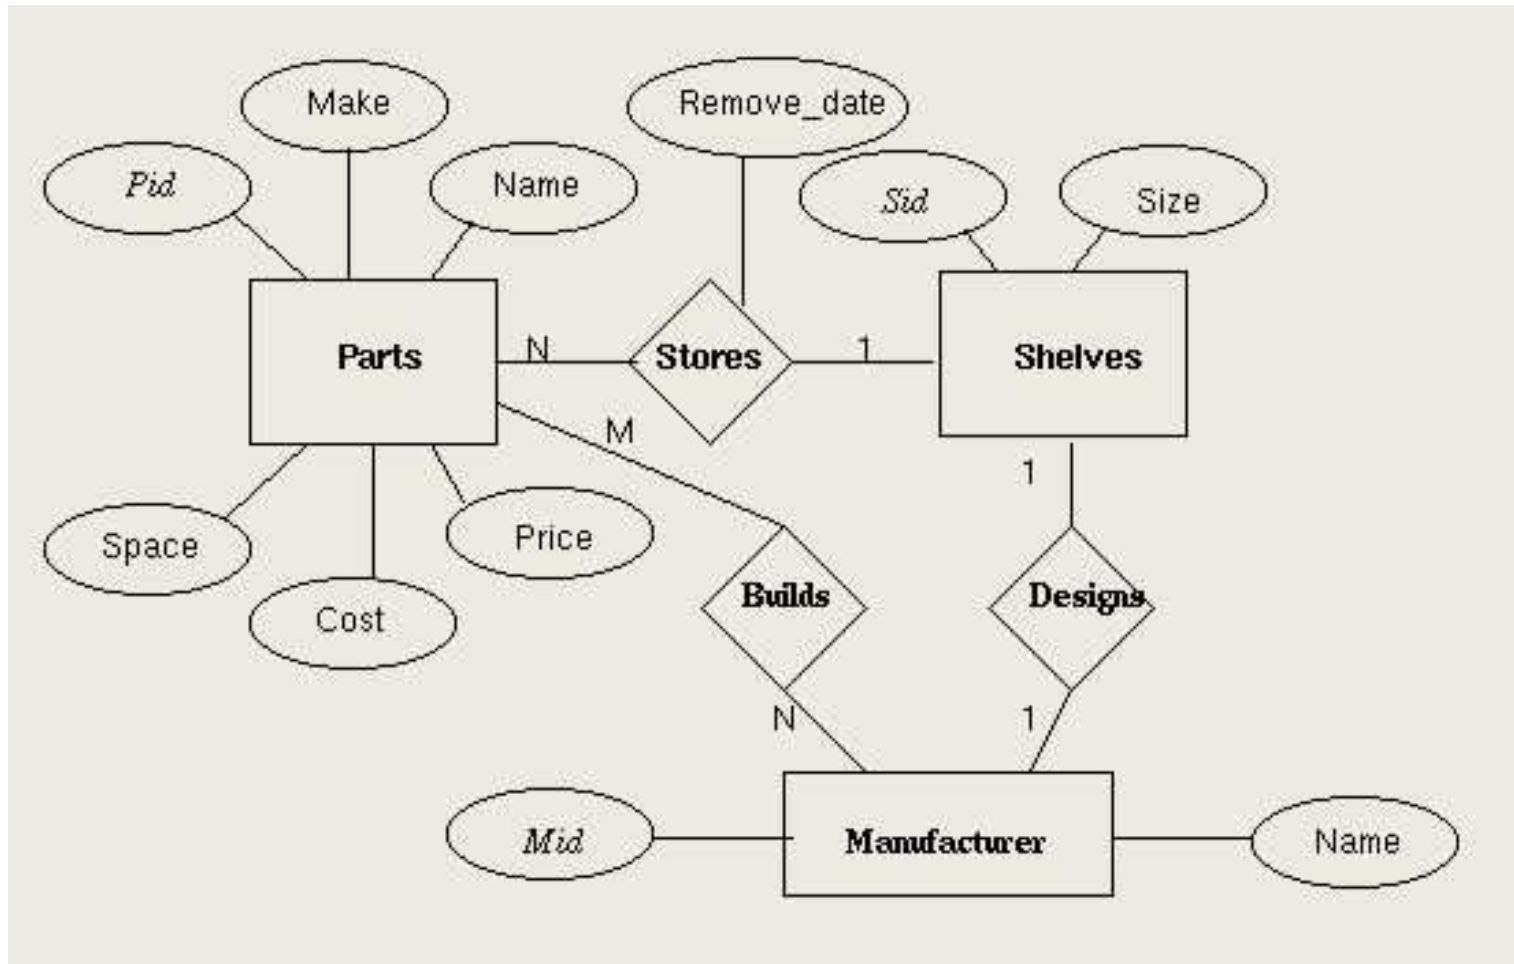 Make
Remove_date
Pid
Name
Sid
Size
Parts
N
Stores
1
Shelves
M
1
Space
Price
Cost
Builds
Designs
N
1
Mid
Manufacturer
Name